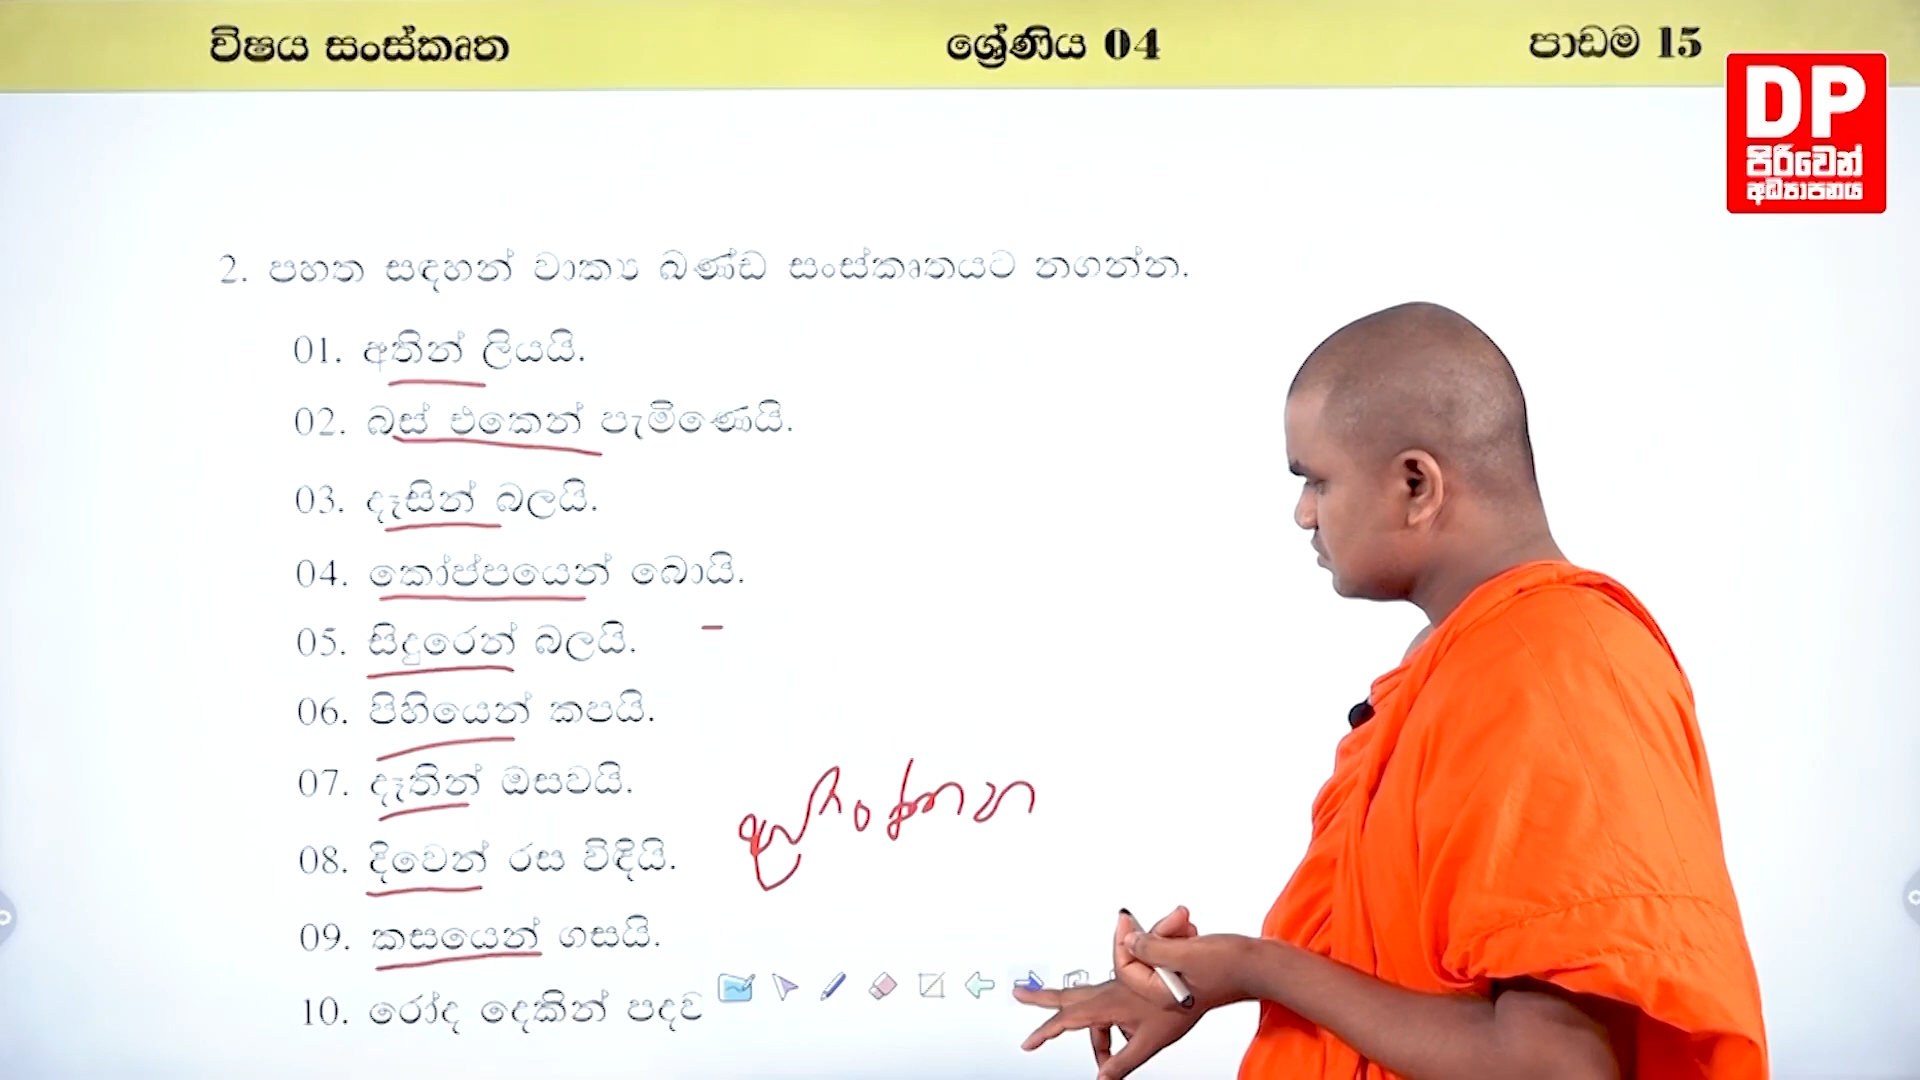 විෂය සංස්කෘත ශ්‍රේණිය 04 පාඩම 15
DP
පිරිවෙන්
අධ්‍යාපනය
2. පහත සඳහන් වාක්‍ය ඛණ්ඩ සංස්කෘතයට නගන්න.
01. අතින් ලියයි.
02. බස් එකෙන් පැමිණෙයි.
03. දෑසින් බලයි.
04. කෝප්පයෙන් බොයි.
05. සිදුරෙන් බලයි.
06. පිහියෙන් කපයි.
07. දෑතින් ඔසවයි.
08. දිවෙන් රස විඳියි.
09. කසයෙන් ගසයි.
10. රෝද දෙකින් පදව